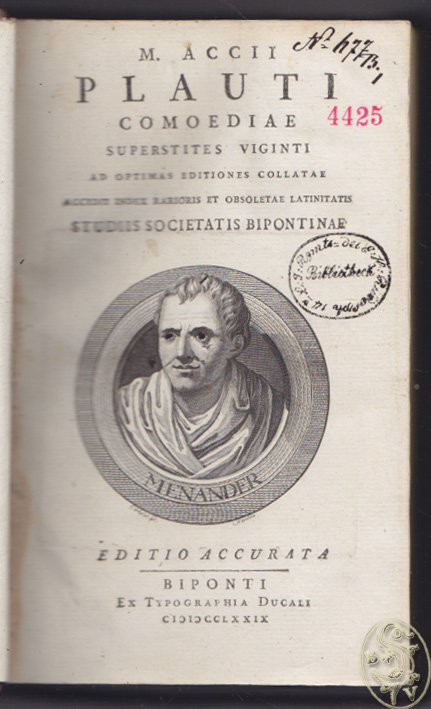 M. ACCII
PLAUTI
COMOEDIAE
SUPERSTITES VIGINTI
AD OPTIMAS EDITIONES COLLATAE
ACCEDIT INDEX RARIORIS ET OBSOLETAE LATINITATIS
STUDIIS SOCIETATIS BIPONTINAE
4425
Bibliotheck
MENANDER
EDITIO ACCURATA
BIPONTI
EX TYPOGRAPHIA DUCALI
CIƆIƆCCLXXIX